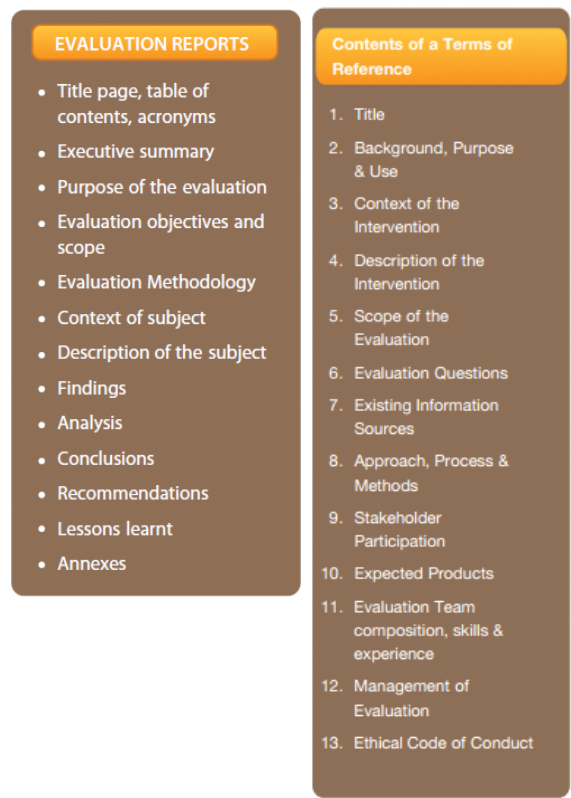 EVALUATION REPORTS
• Title page, table of
contents, acronyms
• Executive summary
• Purpose of the evaluation
• Evaluation objectives and
scope
• Evaluation Methodology
• Context of subject
• Description of the subject
• Findings
• Analysis
• Conclusions
• Recommendations
• Lessons learnt
• Annexes
Contents of a Terms of
Reference
1. Title
2. Background, Purpose
& Use
3. Context of the
Intervention
4. Description of the
Intervention
5. Scope of the
Evaluation
6. Evaluation Questions
7. Existing Information
Sources
8. Approach, Process &
Methods
9. Stakeholder
Participation
10. Expected Products
11. Evaluation Team
composition, skills &
experience
12. Management of
Evaluation
13. Ethical Code of Conduct